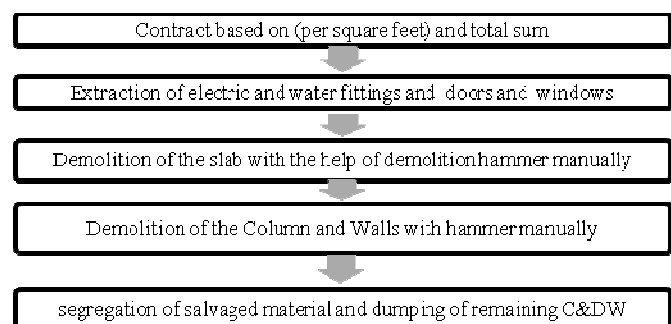 Contract based on (per square feet) and total sum
Extraction of electric and water fittings and doors and windows
Demolition of the slab with the help of demolition hammer manually
Demolition of the Column and Walls with hammer manually
segregation of salvaged material and dumping of remaining C&DW